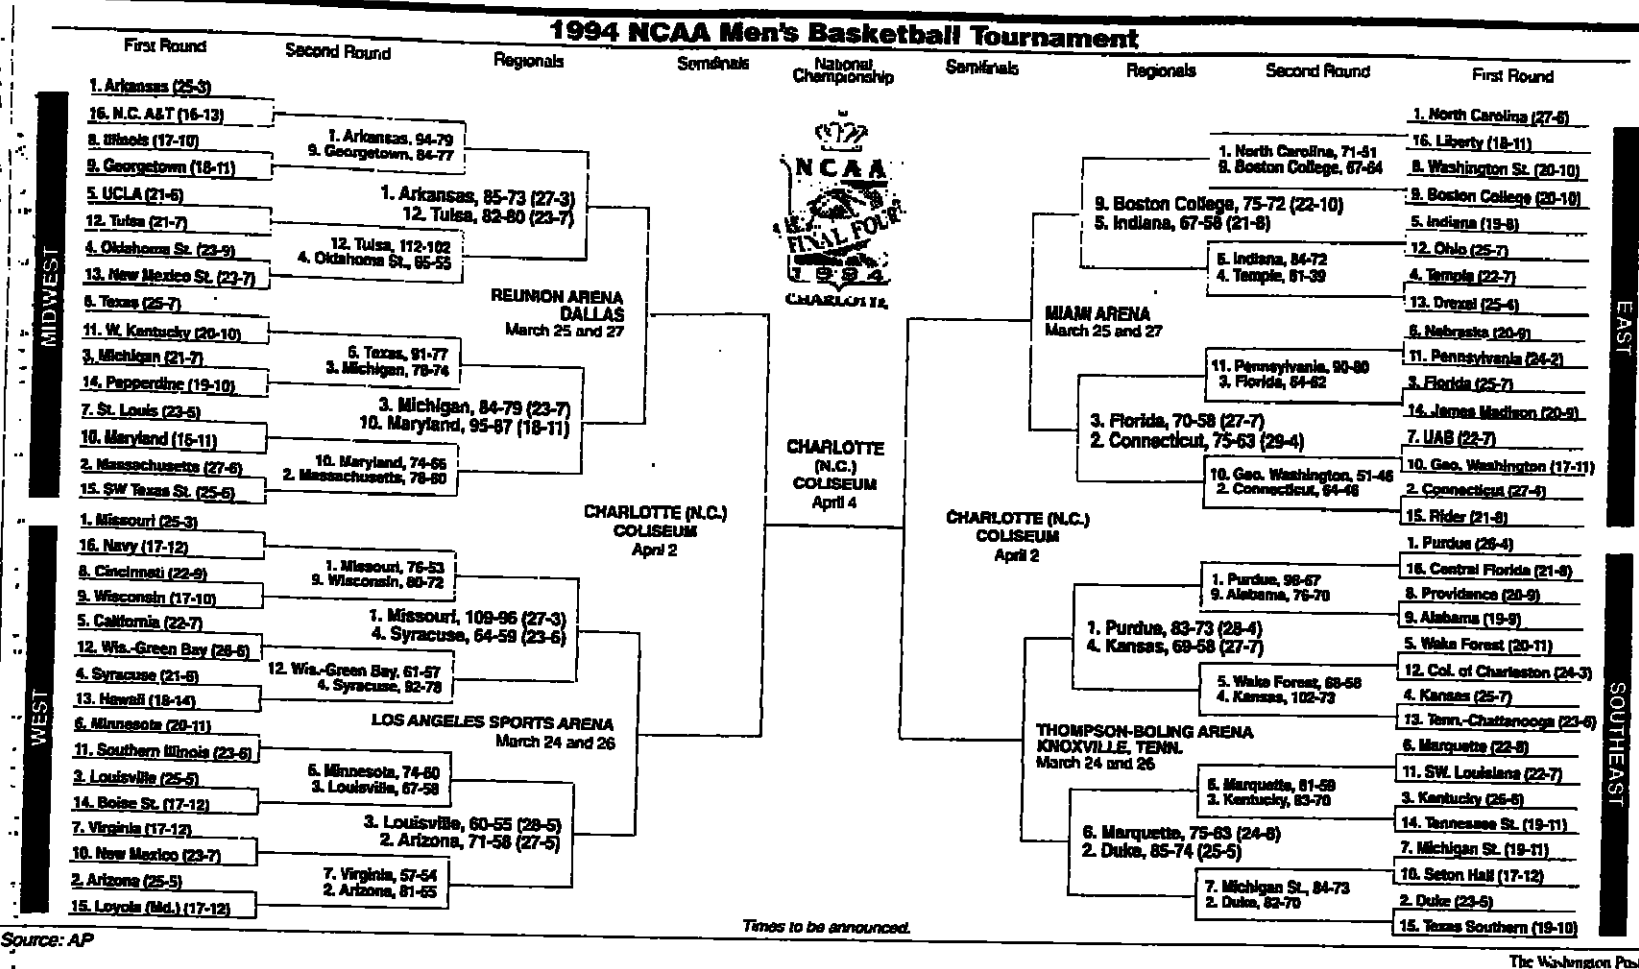 1994 NCAA Men's Basketball Tournament
First Round
Second Round
Regionals
Semifinals
National
Championship
Semifinals
Regionals
Second Round
First Round
MIDWEST
1. Arkansas (25-3)
16. N.C. A&T (16-13)
8. Illinois (17-10)
9. Georgetown (18-11)
5. UCLA (21-6)
12. Tulsa (21-7)
4. Oklahoma St. (23-9)
13. New Mexico St. (23-7)
6. Texas (25-7)
11. W. Kentucky (20-10)
3. Michigan (21-7)
14. Pepperdine (19-10)
7. St. Louis (23-5)
10. Maryland (16-11)
2. Massachusetts (27-6)
15. SW Texas St. (25-6)
1. Arkansas, 94-79
9. Georgetown, 84-77
12. Tulsa, 112-102
4. Oklahoma St., 65-55
6. Texas, 91-77
3. Michigan, 78-74
10. Maryland, 74-66
2. Massachusetts, 78-60
1. Arkansas, 85-73 (27-3)
12. Tulsa, 82-80 (23-7)
REUNION ARENA
DALLAS
March 25 and 27
3. Michigan, 84-79 (23-7)
10. Maryland, 95-87 (18-11)
WEST
1. Missouri (25-3)
16. Navy (17-12)
8. Cincinnati (22-9)
9. Wisconsin (17-10)
5. California (22-7)
12. Wis.-Green Bay (26-6)
4. Syracuse (21-6)
13. Hawaii (18-14)
6. Minnesota (20-11)
11. Southern Illinois (23-6)
3. Louisville (25-5)
14. Boise St. (17-12)
7. Virginia (17-12)
10. New Mexico (23-7)
2. Arizona (25-5)
15. Loyola (Md.) (17-12)
1. Missouri, 76-53
9. Wisconsin, 80-72
12. Wis.-Green Bay, 61-57
4. Syracuse, 92-78
6. Minnesota, 74-60
3. Louisville, 67-58
7. Virginia, 57-54
2. Arizona, 81-55
1. Missouri, 109-96 (27-3)
4. Syracuse, 64-59 (23-6)
LOS ANGELES SPORTS ARENA
March 24 and 26
3. Louisville, 60-55 (28-5)
2. Arizona, 71-58 (27-5)
CHARLOTTE (N.C.)
COLISEUM
April 2
NCAA
FINAL FOUR
1994
CHARLOTTE
CHARLOTTE
(N.C.)
COLISEUM
April 4
CHARLOTTE (N.C.)
COLISEUM
April 2
9. Boston College, 75-72 (22-10)
5. Indiana, 67-58 (21-8)
MIAMI ARENA
March 25 and 27
3. Florida, 70-58 (27-7)
2. Connecticut, 75-63 (29-4)
1. North Carolina, 71-51
9. Boston College, 67-64
5. Indiana, 84-72
4. Temple, 61-39
11. Pennsylvania, 90-80
3. Florida, 64-62
10. Geo. Washington, 51-46
2. Connecticut, 64-46
1. North Carolina (27-6)
16. Liberty (18-11)
8. Washington St. (20-10)
9. Boston College (20-10)
5. Indiana (19-8)
12. Ohio (25-7)
4. Temple (22-7)
13. Drexel (25-4)
6. Nebraska (20-9)
11. Pennsylvania (24-2)
3. Florida (25-7)
14. James Madison (20-9)
7. UAB (22-7)
10. Geo. Washington (17-11)
2. Connecticut (27-4)
15. Rider (21-8)
EAST
1. Purdue, 83-73 (28-4)
4. Kansas, 69-58 (27-7)
THOMPSON-BOLING ARENA
KNOXVILLE, TENN.
March 24 and 26
6. Marquette, 75-63 (24-8)
2. Duke, 85-74 (25-5)
1. Purdue, 98-67
9. Alabama, 76-70
5. Wake Forest, 68-58
4. Kansas, 102-73
6. Marquette, 81-59
3. Kentucky, 83-70
7. Michigan St., 84-73
2. Duke, 82-70
1. Purdue (26-4)
16. Central Florida (21-8)
8. Providence (20-9)
9. Alabama (19-9)
5. Wake Forest (20-11)
12. Col. of Charleston (24-3)
4. Kansas (25-7)
13. Tenn.-Chattanooga (23-6)
6. Marquette (22-8)
11. SW. Louisiana (22-7)
3. Kentucky (26-6)
14. Tennessee St. (19-11)
7. Michigan St. (19-11)
10. Seton Hall (17-12)
2. Duke (23-5)
15. Texas Southern (19-10)
SOUTHEAST
Times to be announced.
Source: AP
The Washington Post